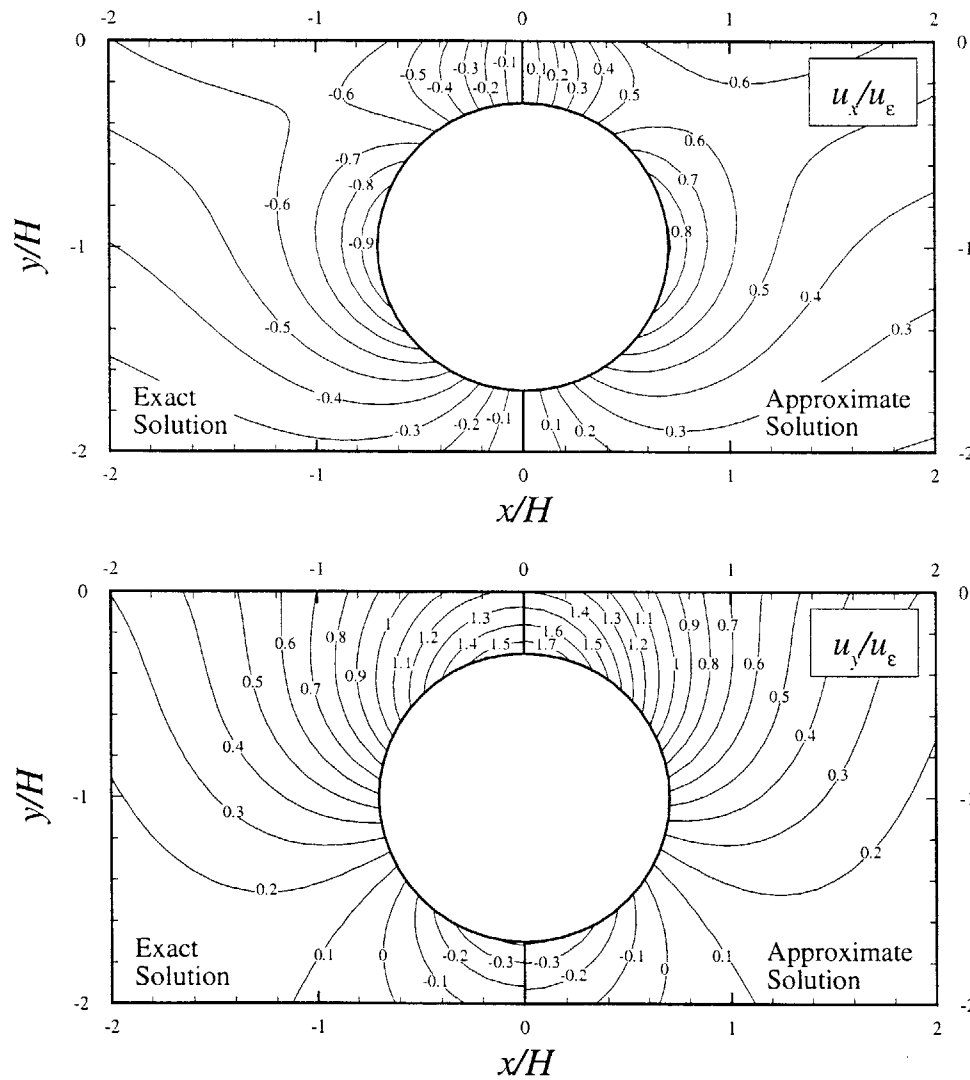 -2 -1 0 1 2
0 0
-0.5 -0.3 -0.1 0.1 0.4
-0.4 -0.2 0.2 0.3
-0.6 0.5 0.6
u_x/u_ε
-0.7 0.6
-0.8 0.7
-0.6
-0.9 0.8
y/H
-1 -1
-0.5 0.5 0.4
0.3
Exact
Solution
Approximate
Solution
-0.4 -0.3 -0.2 -0.1 0.1 0.2 0.3
-2 -2
-2 -1 0 1 2
x/H
-2 -1 0 1 2
0 0
0.6 0.8 1 1.2 1.3 1.4 1.3 1.1 0.9 0.7
1.1 1.4 1.5 1.6 1.7 1.5 1.2
0.5 0.7 0.9 1 0.8 0.6
u_y/u_ε
0.4 0.5
0.4
y/H
-1 -1
0.3 0.3
0.2 0.2
Exact
Solution
Approximate
Solution
0.1 0 -0.1 -0.2 -0.3 -0.3 -0.2 -0.1 0 0.1
-2 -2
-2 -1 0 1 2
x/H